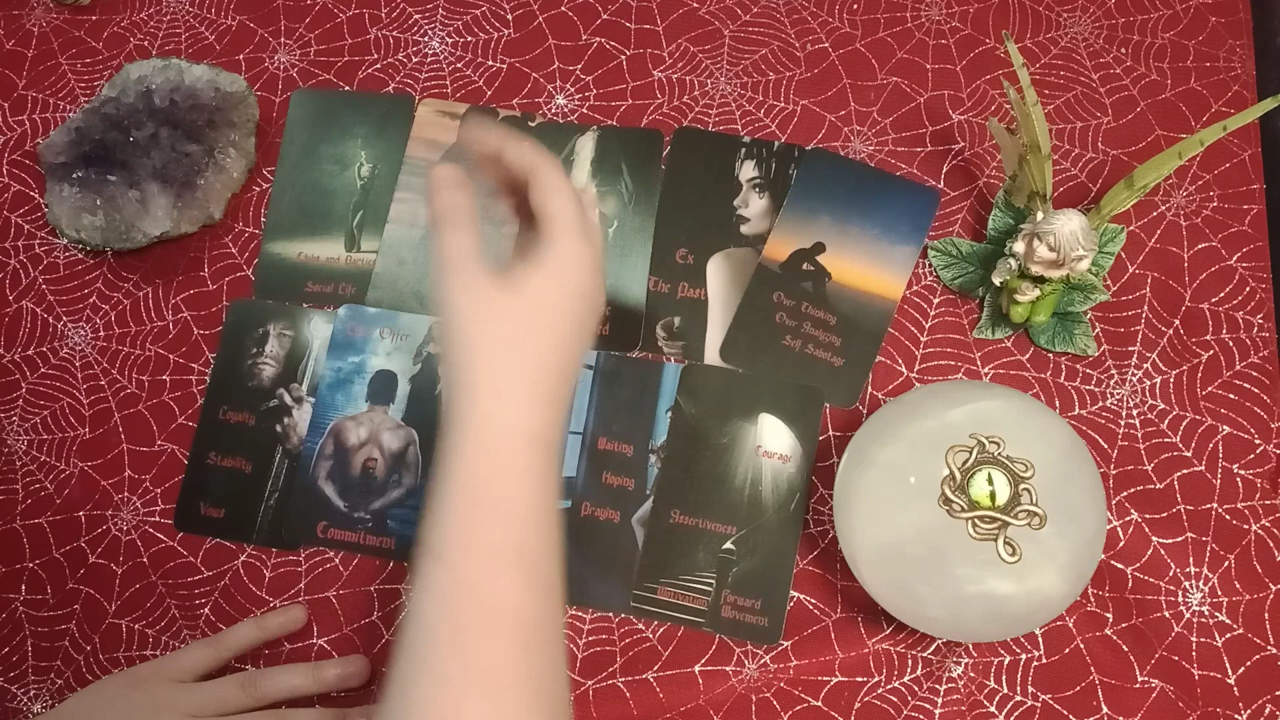 Clubs and Parties
Social Life
Ex
The Past
Over Thinking
Over Analyzing
Self Sabotage
Loyalty
Stability
Vows
Offer
Commitment
Waiting
Hoping
Praying
Courage
Assertiveness
Motivation
Forward
Movement